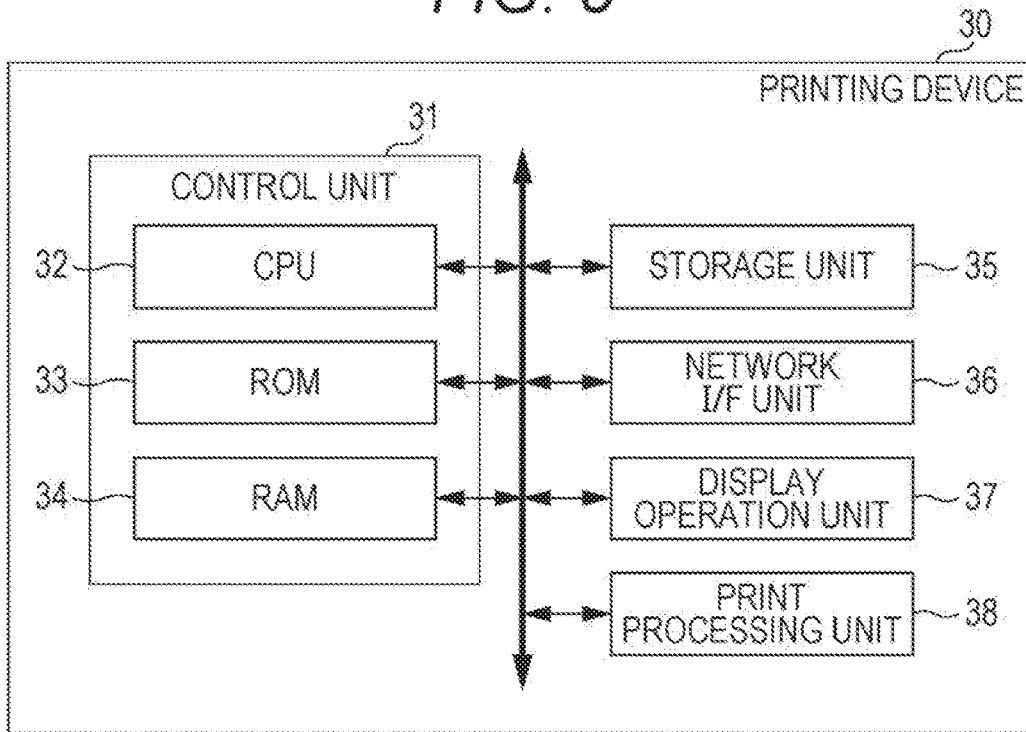 30
PRINTING DEVICE
31
CONTROL UNIT
32
CPU
STORAGE UNIT
35
33
ROM
NETWORK
I/F UNIT
36
34
RAM
DISPLAY
OPERATION UNIT
37
PRINT
PROCESSING UNIT
38